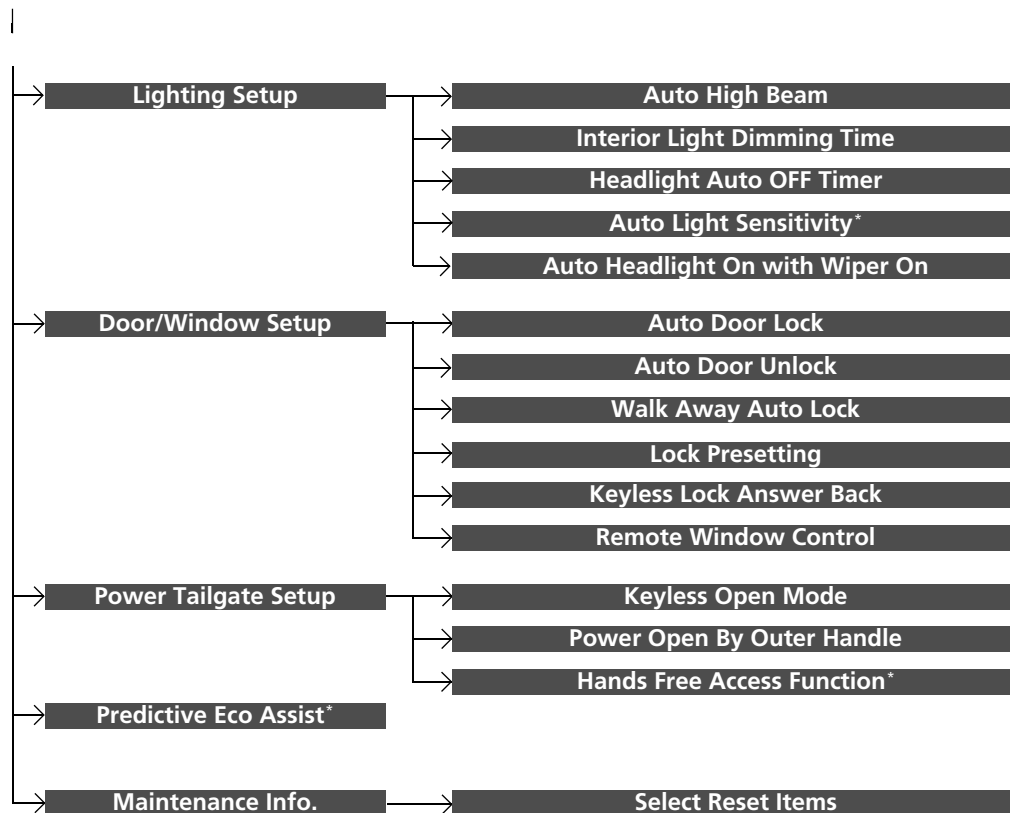 Lighting Setup
Auto High Beam
Interior Light Dimming Time
Headlight Auto OFF Timer
Auto Light Sensitivity*
Auto Headlight On with Wiper On
Door/Window Setup
Auto Door Lock
Auto Door Unlock
Walk Away Auto Lock
Lock Presetting
Keyless Lock Answer Back
Remote Window Control
Power Tailgate Setup
Keyless Open Mode
Power Open By Outer Handle
Hands Free Access Function*
Predictive Eco Assist*
Maintenance Info.
Select Reset Items